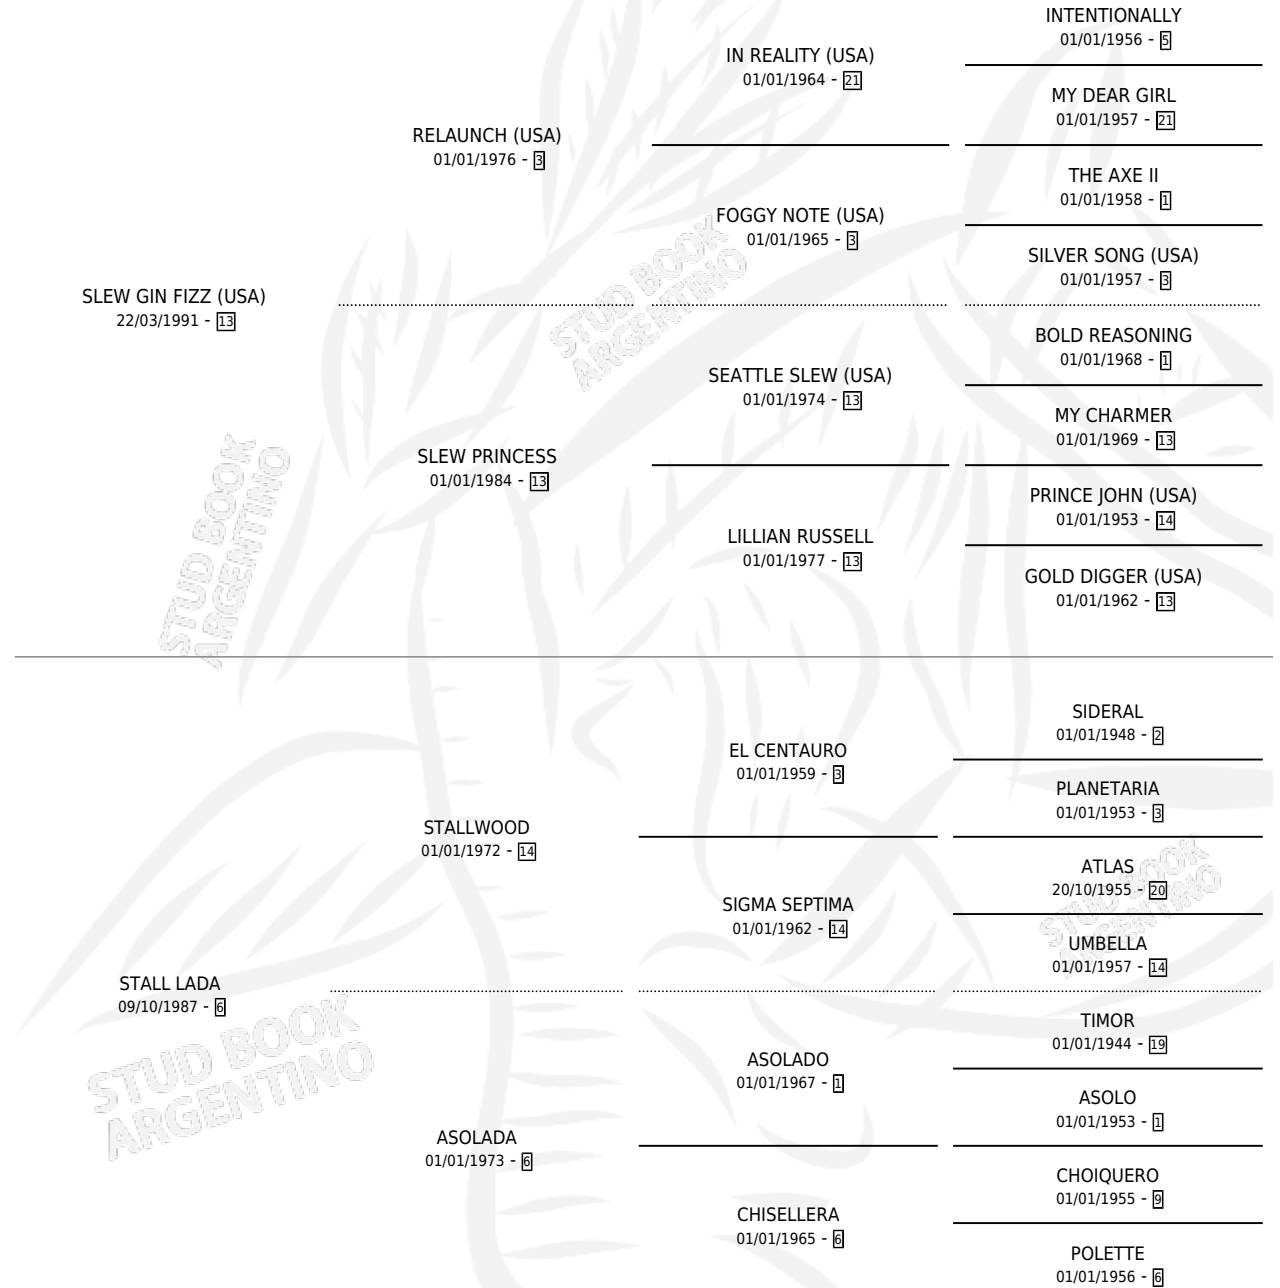 INTENTIONALLY
01/01/1956 - 5
IN REALITY (USA)
01/01/1964 - 21
MY DEAR GIRL
01/01/1957 - 21
RELAUNCH (USA)
01/01/1976 - 3
THE AXE II
01/01/1958 - 1
FOGGY NOTE (USA)
01/01/1965 - 3
SILVER SONG (USA)
01/01/1957 - 3
SLEW GIN FIZZ (USA)
22/03/1991 - 13
BOLD REASONING
01/01/1968 - 1
SEATTLE SLEW (USA)
01/01/1974 - 13
MY CHARMER
01/01/1969 - 13
SLEW PRINCESS
01/01/1984 - 13
PRINCE JOHN (USA)
01/01/1953 - 14
LILLIAN RUSSELL
01/01/1977 - 13
GOLD DIGGER (USA)
01/01/1962 - 13
SIDERAL
01/01/1948 - 2
EL CENTAURO
01/01/1959 - 3
PLANETARIA
01/01/1953 - 3
STALLWOOD
01/01/1972 - 14
ATLAS
20/10/1955 - 20
SIGMA SEPTIMA
01/01/1962 - 14
UMBELLA
01/01/1957 - 14
STALL LADA
09/10/1987 - 6
TIMOR
01/01/1944 - 19
ASOLADO
01/01/1967 - 1
ASOLO
01/01/1953 - 1
ASOLADA
01/01/1973 - 6
CHOIQUERO
01/01/1955 - 9
CHISELLERA
01/01/1965 - 6
POLETTE
01/01/1956 - 6
STUD BOOK
ARGENTINO
STUD BOOK
ARGENTINO
STUD BOOK
ARGENTINO
STUD BOOK
ARGENTINO